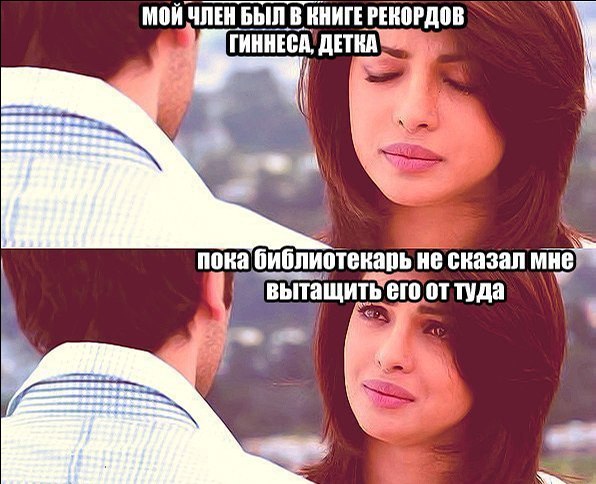 МОЙ ЧЛЕН БЫЛ В КНИГЕ РЕКОРДОВ
ГИННЕСА, ДЕТКА
пока библиотекарь не сказал мне
вытащить его от туда